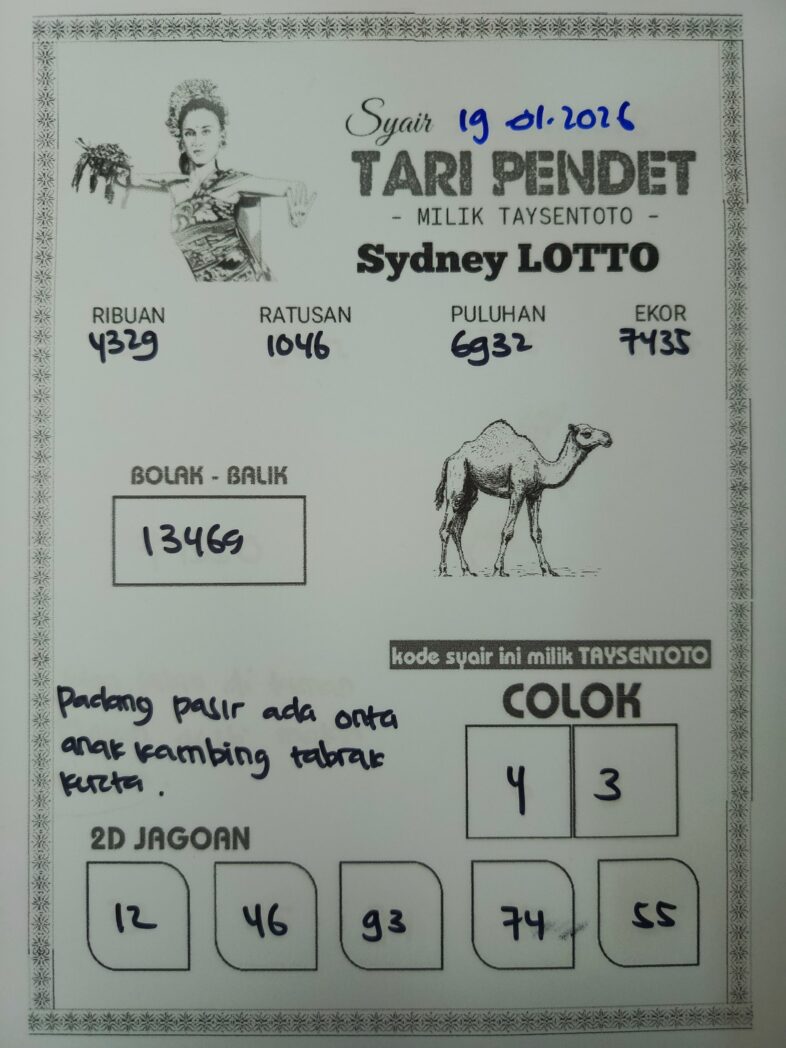 Syair 19 01.2026
TARI PENDET
- MILIK TAYSENTOTO -
Sydney LOTTO
RIBUAN RATUSAN PULUHAN EKOR
4329 1046 6932 7435
BOLAK - BALIK
13469
kode syair ini milik TAYSENTOTO
COLOK
4 3
Padang pasir ada onta
anak kambing tabrak
kereta .
2D JAGOAN
12 46 93 74 55